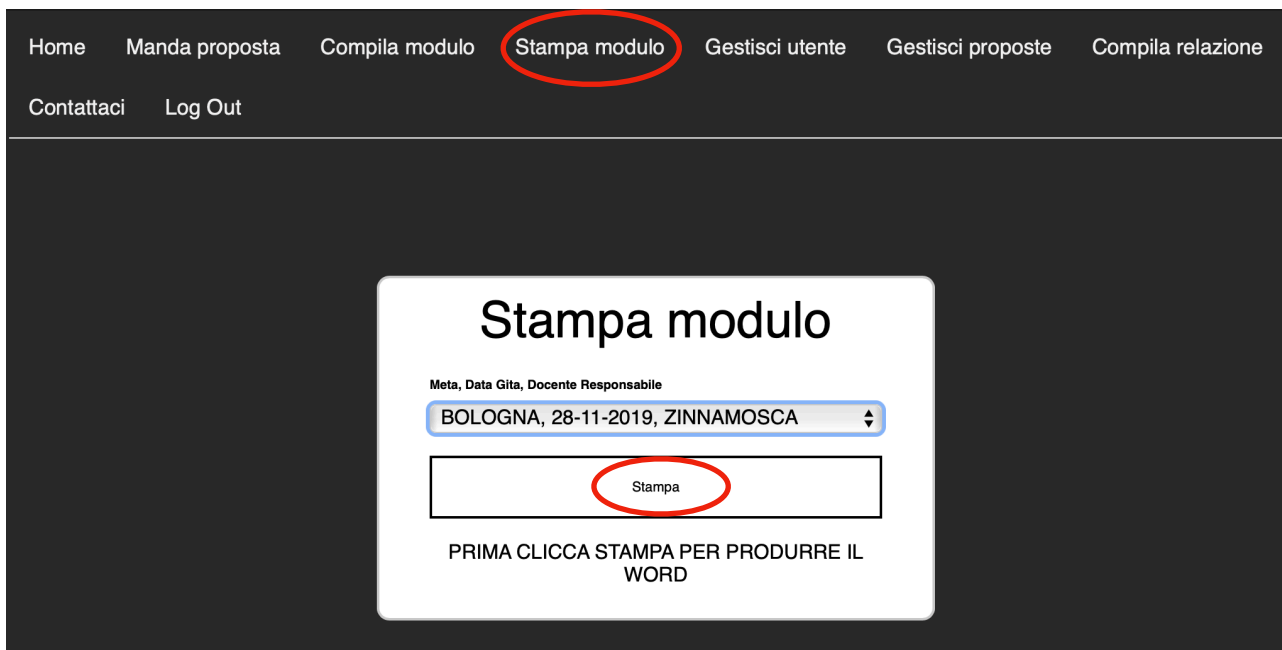 Home Manda proposta Compila modulo Stampa modulo Gestisci utente Gestisci proposte Compila relazione
Contattaci Log Out
Stampa modulo
Meta, Data Gita, Docente Responsabile
BOLOGNA, 28-11-2019, ZINNAMOSCA
Stampa
PRIMA CLICCA STAMPA PER PRODURRE IL
WORD